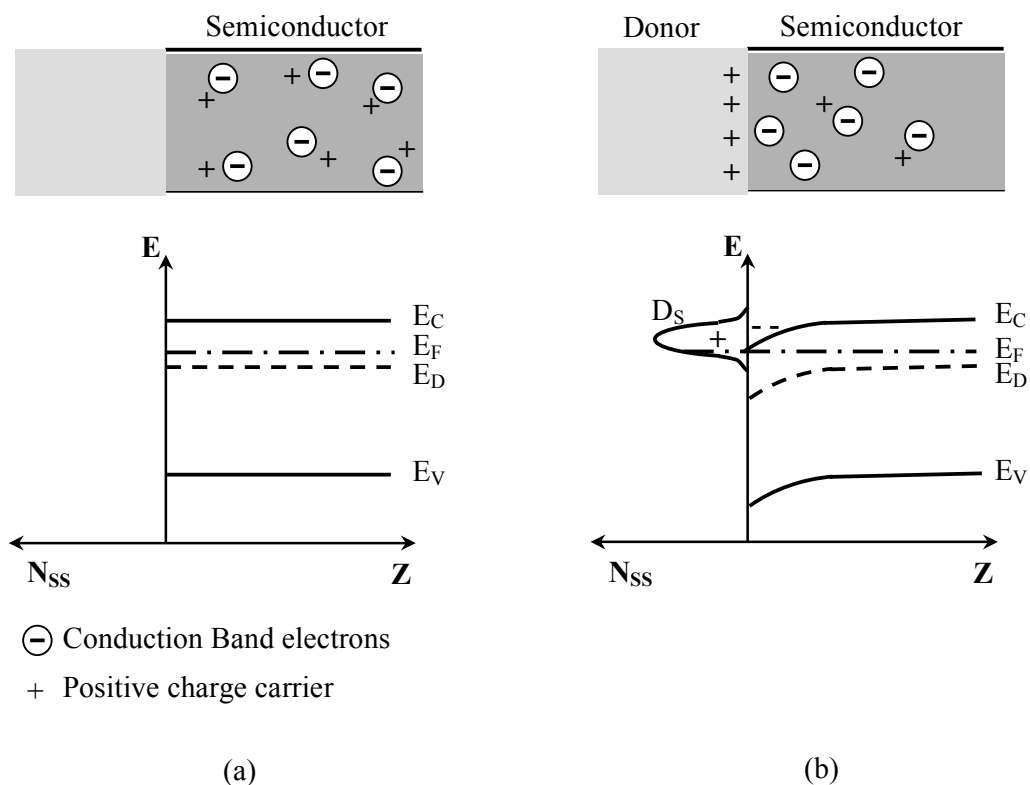 Semiconductor
Donor Semiconductor
E
E
E_C
E_F
E_D
E_V
D_S
E_C
E_F
E_D
E_V
N_SS Z
N_SS Z
⊖ Conduction Band electrons
+ Positive charge carrier
(a) (b)